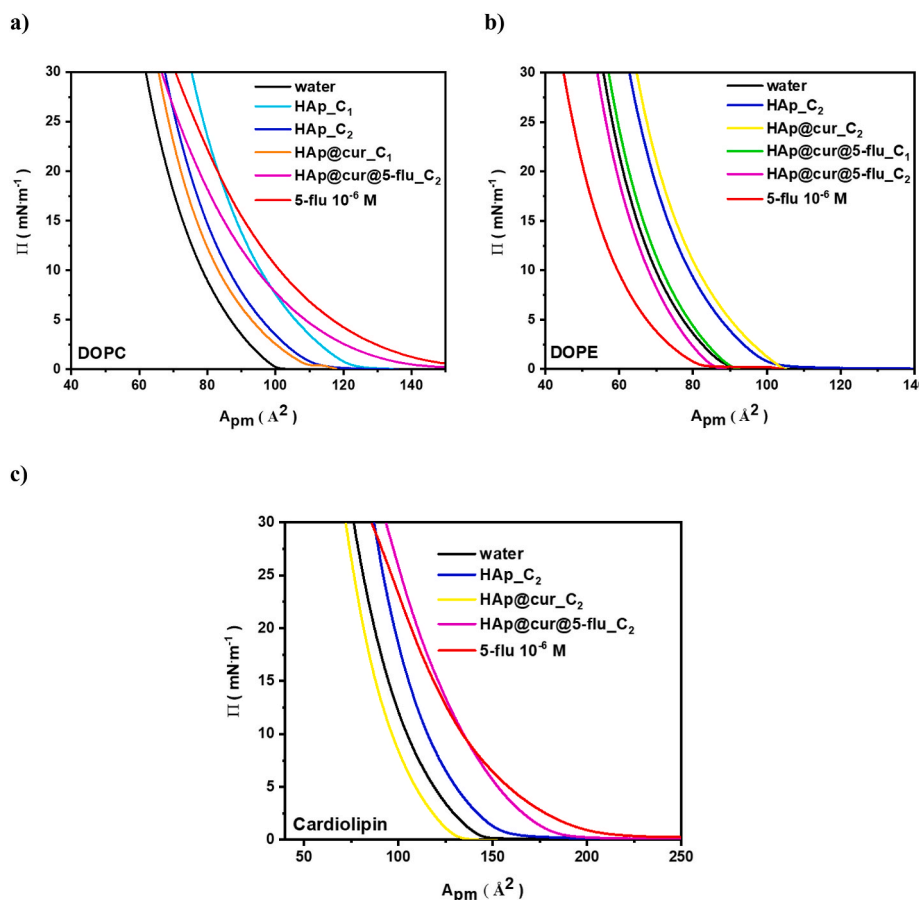 a)
30
25
20
15
10
5
0
Π ( mN·m⁻¹)
water
HAp_C₁
HAp_C₂
HAp@cur_C₁
HAp@cur@5-flu_C₂
5-flu 10⁻⁶ M
DOPC
40 60 80 100 120 140
Apm ( Å²)
b)
30
25
20
15
10
5
0
Π ( mN·m⁻¹)
water
HAp_C₂
HAp@cur_C₂
HAp@cur@5-flu_C₁
HAp@cur@5-flu_C₂
5-flu 10⁻⁶ M
DOPE
40 60 80 100 120 140
Apm ( Å²)
c)
30
25
20
15
10
5
0
Π ( mN·m⁻¹)
water
HAp_C₂
HAp@cur_C₂
HAp@cur@5-flu_C₂
5-flu 10⁻⁶ M
Cardiolipin
50 100 150 200 250
Apm ( Å²)